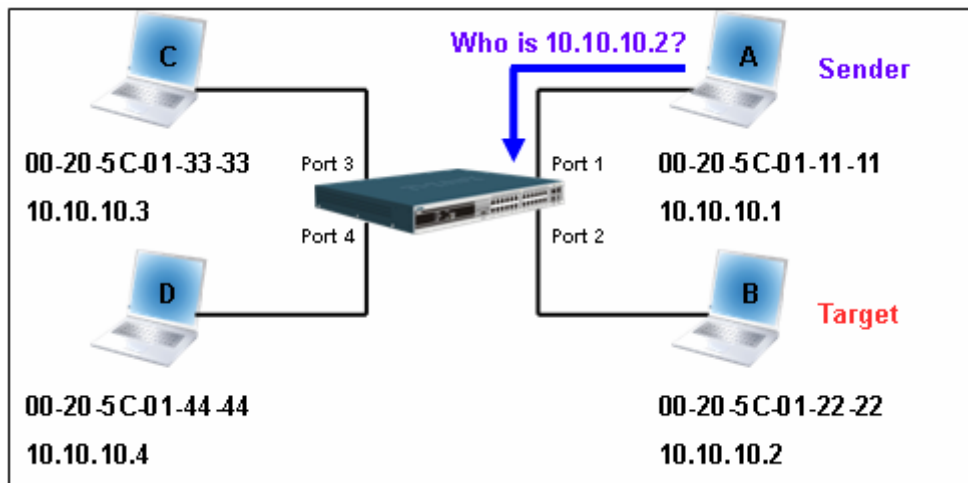 Who is 10.10.10.2?
C
A
Sender
00-20-5C-01-33-33
Port 3
Port 1
00-20-5C-01-11-11
10.10.10.3
10.10.10.1
Port 4
Port 2
D
B
Target
00-20-5C-01-44-44
00-20-5C-01-22-22
10.10.10.4
10.10.10.2